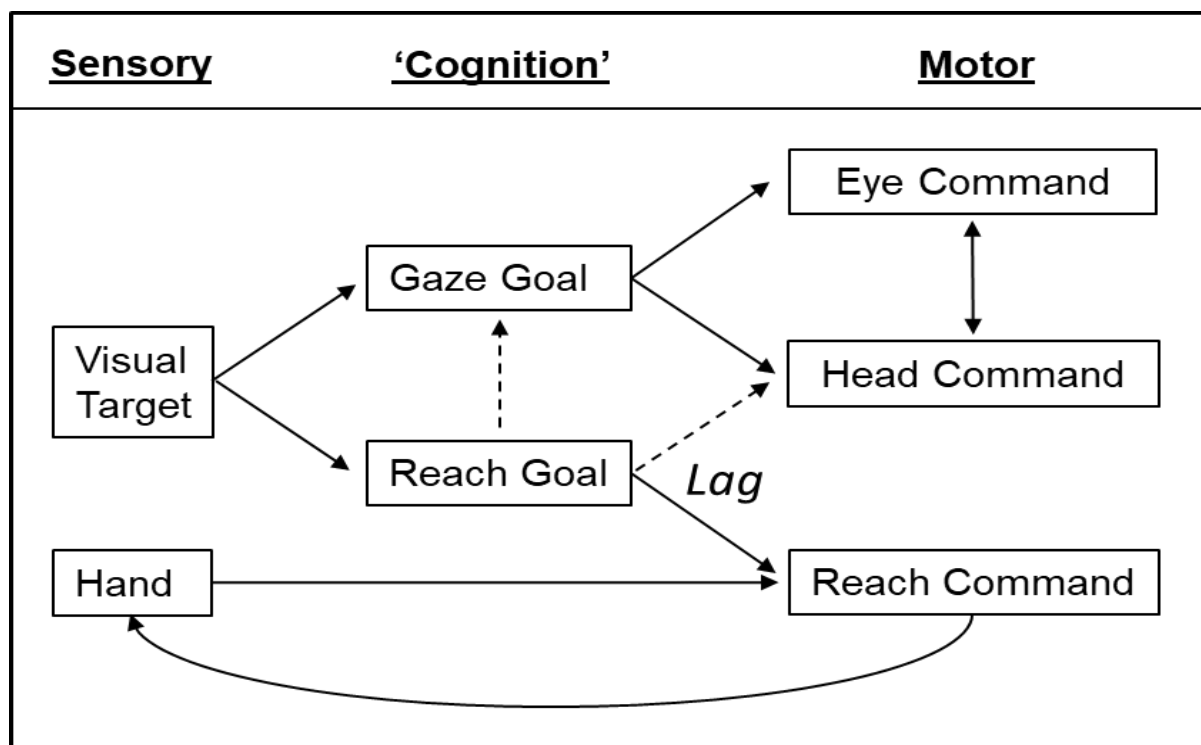 Sensory
‘Cognition’
Motor
Eye Command
Gaze Goal
Visual
Target
Head Command
Reach Goal
Lag
Hand
Reach Command